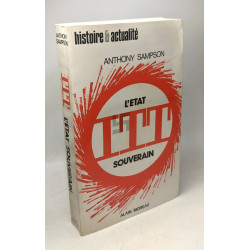 histoire & actualité
ANTHONY SAMPSON
L'ETAT
ITT
SOUVERAIN
ALAIN MOREAU
ANTHONY SAMPSON
ITT
L'ETAT SOUVERAIN